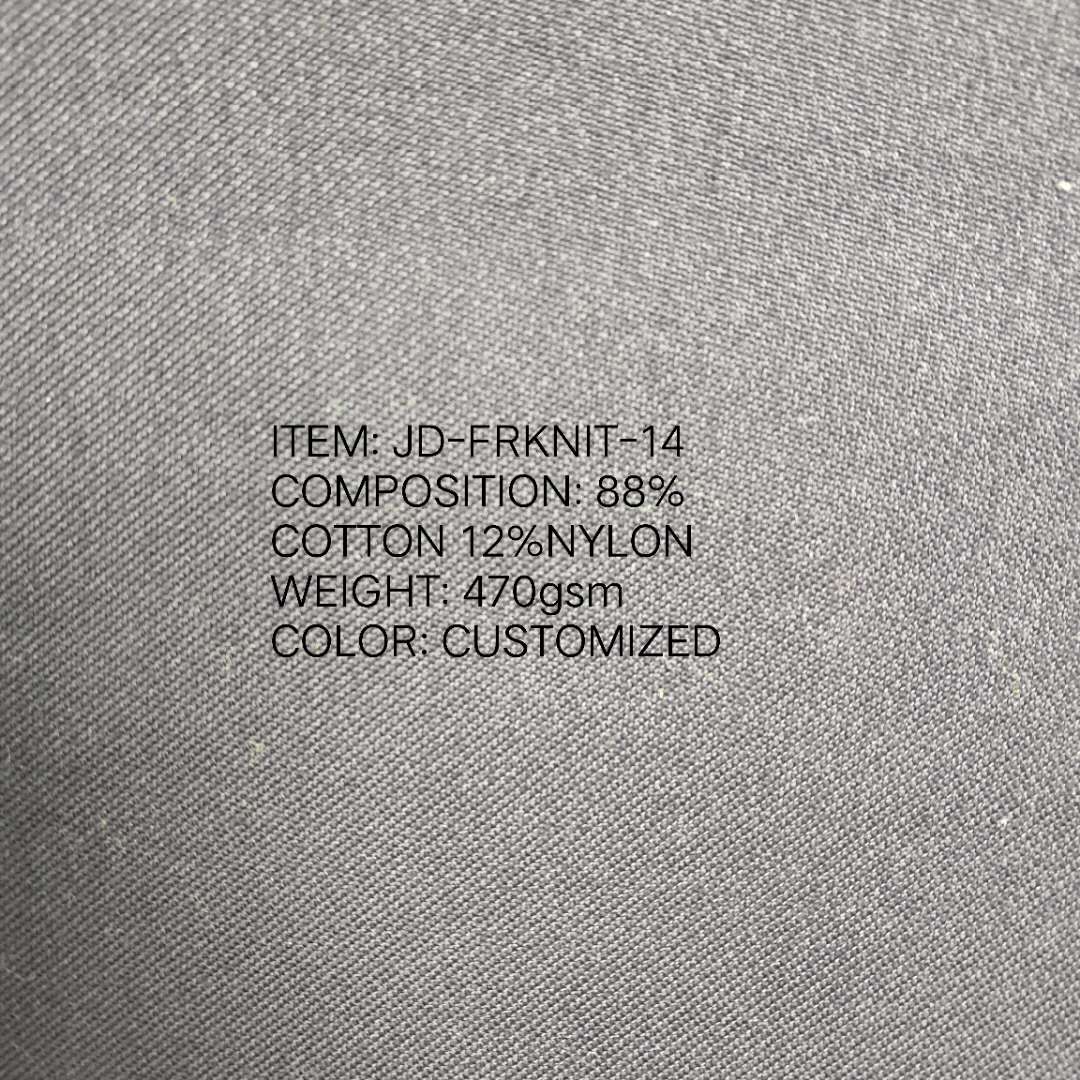 ITEM: JD-FRKNIT-14
COMPOSITION: 88%
COTTON 12%NYLON
WEIGHT: 470gsm
COLOR: CUSTOMIZED